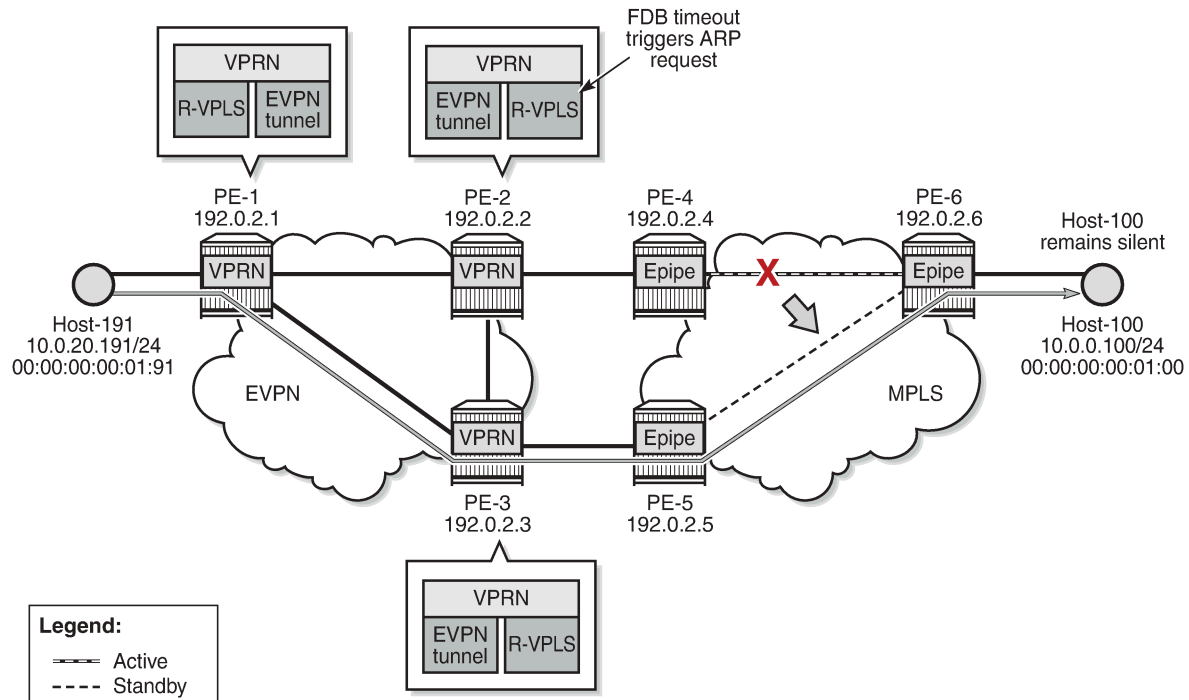 FDB timeout
triggers ARP
request
VPRN
R-VPLS
EVPN
tunnel
VPRN
EVPN
tunnel
R-VPLS
PE-1
192.0.2.1
PE-2
192.0.2.2
PE-4
192.0.2.4
PE-6
192.0.2.6
Host-100
remains silent
VPRN
VPRN
Epipe
X
Epipe
Host-191
10.0.20.191/24
00:00:00:00:01:91
Host-100
10.0.0.100/24
00:00:00:00:01:00
EVPN
MPLS
VPRN
Epipe
PE-3
192.0.2.3
PE-5
192.0.2.5
VPRN
EVPN
tunnel
R-VPLS
Legend:
Active
Standby